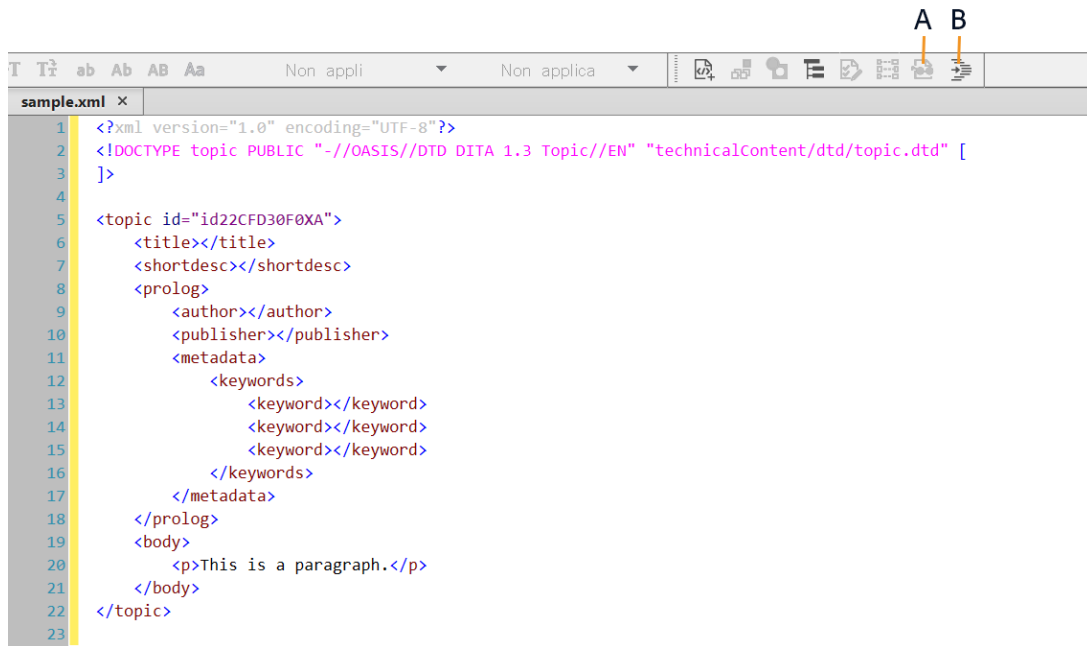 A B
T T ab Ab AB Aa Non appli Non applica
sample.xml ×
1 <?xml version="1.0" encoding="UTF-8"?>
2 <!DOCTYPE topic PUBLIC "-//OASIS//DTD DITA 1.3 Topic//EN" "technicalContent/dtd/topic.dtd" [
3 ]>
4
5 <topic id="id22CFD30F0XA">
6 <title></title>
7 <shortdesc></shortdesc>
8 <prolog>
9 <author></author>
10 <publisher></publisher>
11 <metadata>
12 <keywords>
13 <keyword></keyword>
14 <keyword></keyword>
15 <keyword></keyword>
16 </keywords>
17 </metadata>
18 </prolog>
19 <body>
20 <p>This is a paragraph.</p>
21 </body>
22 </topic>
23